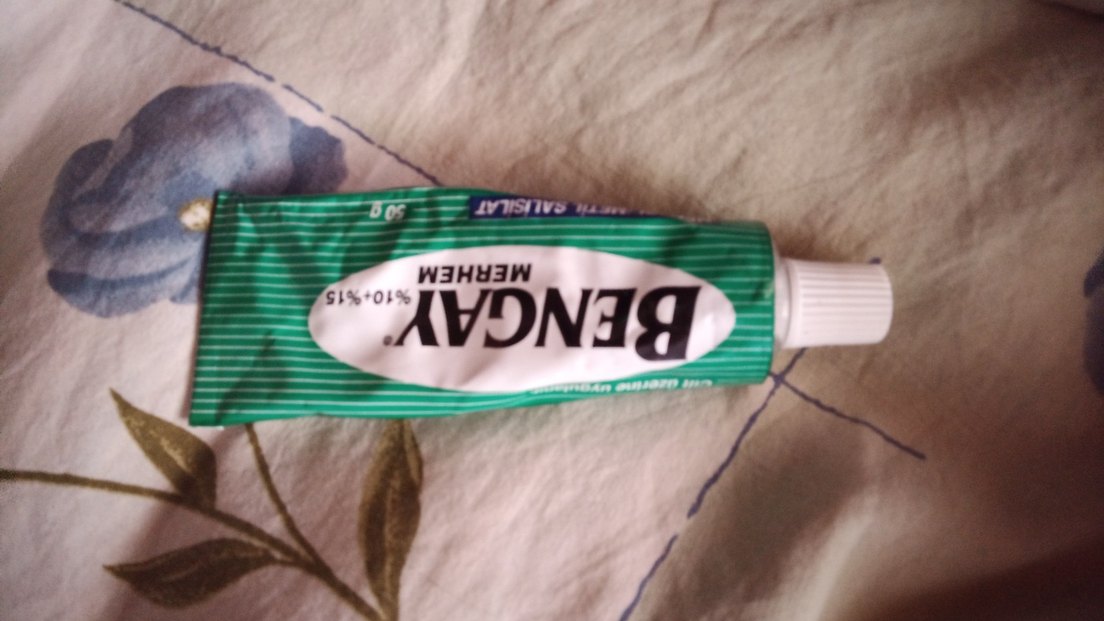 Cilt üzerine uygulanır
BENGAY®
%10+%15
MERHEM
METİL SALİSİLAT
50 g